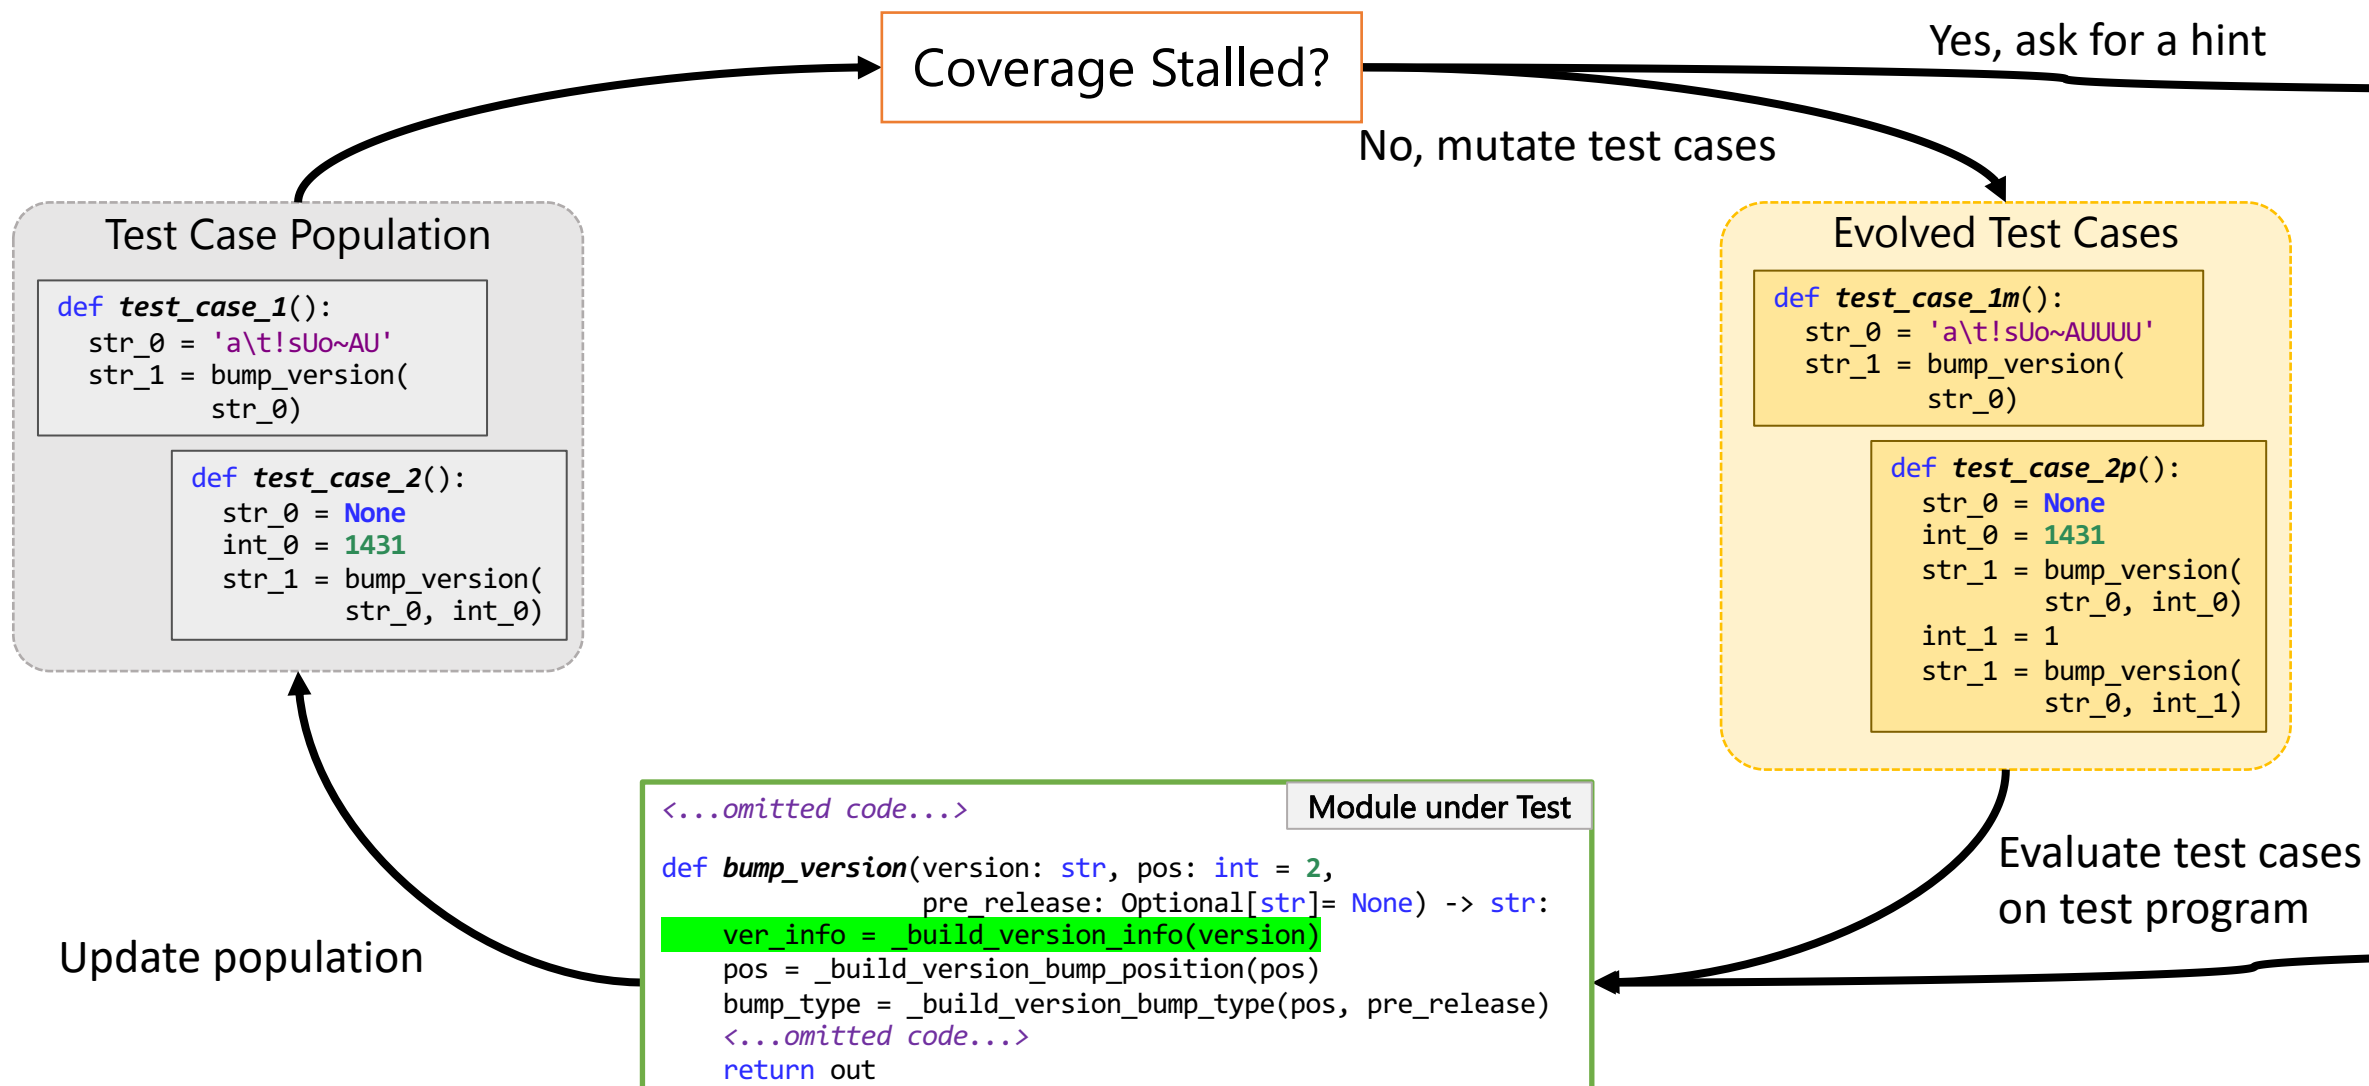 Coverage Stalled?
Yes, ask for a hint
No, mutate test cases
Test Case Population
def test_case_1():
str_0 = 'a\t!sUo~AU'
str_1 = bump_version(
str_0)
def test_case_2():
str_0 = None
int_0 = 1431
str_1 = bump_version(
str_0, int_0)
Evolved Test Cases
def test_case_1m():
str_0 = 'a\t!sUo~AUUUU'
str_1 = bump_version(
str_0)
def test_case_2p():
str_0 = None
int_0 = 1431
str_1 = bump_version(
str_0, int_0)
int_1 = 1
str_1 = bump_version(
str_0, int_1)
Evaluate test cases
on test program
Module under Test
<...omitted code...>
def bump_version(version: str, pos: int = 2,
pre_release: Optional[str]= None) -> str:
ver_info = _build_version_info(version)
pos = _build_version_bump_position(pos)
bump_type = _build_version_bump_type(pos, pre_release)
<...omitted code...>
return out
Update population